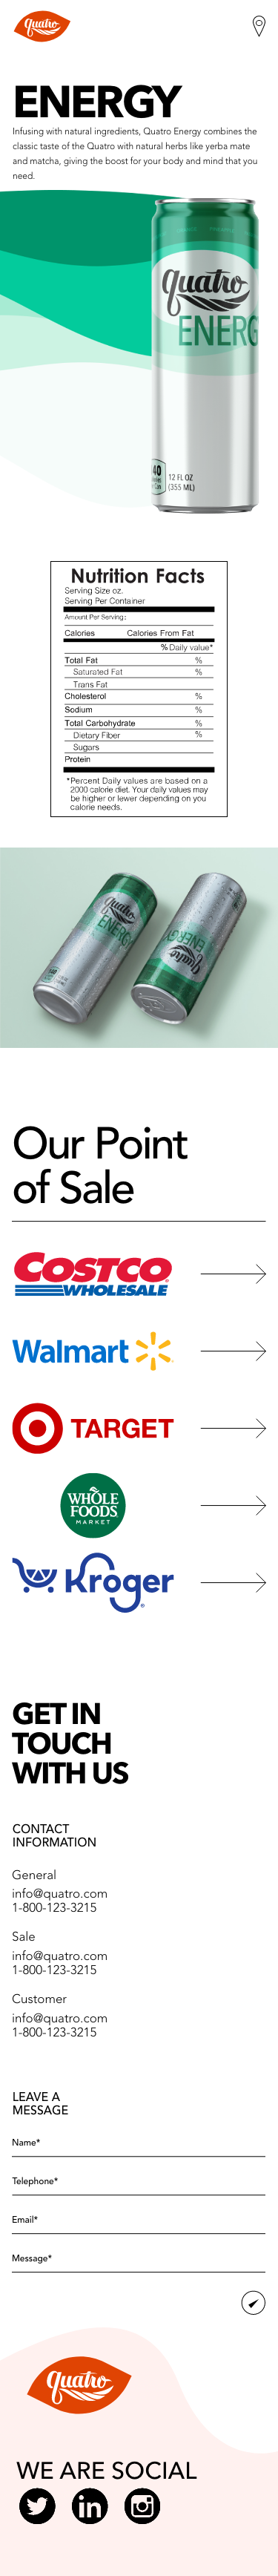 Quatro
ENERGY
Infusing with natural ingredients, Quatro Energy combines the
classic taste of the Quatro with natural herbs like yerba mate
and matcha, giving the boost for your body and mind that you
need.
quatro
ENERG
40
12 FL OZ
(355 ML)
Nutrition Facts
Serving Size oz.
Serving Per Container
Amount Per Serving:
Calories Calories From Fat
% Daily value*
Total Fat %
Saturated Fat %
Trans Fat
Cholesterol %
Sodium %
Total Carbohydrate %
Dietary Fiber %
Sugars
Protein
*Percent Daily values are based on a
2000 calorie diet. Your daily values may
be higher or lower depending on you
calorie needs.
quatro
ENERG
quatro
ENERG
Our Point
of Sale
COSTCO
WHOLESALE
Walmart
TARGET
WHOLE
FOODS
MARKET
Kroger
GET IN
TOUCH
WITH US
CONTACT
INFORMATION
General
info@quatro.com
1-800-123-3215
Sale
info@quatro.com
1-800-123-3215
Customer
info@quatro.com
1-800-123-3215
LEAVE A
MESSAGE
Name*
Telephone*
Email*
Message*
Quatro
WE ARE SOCIAL
in